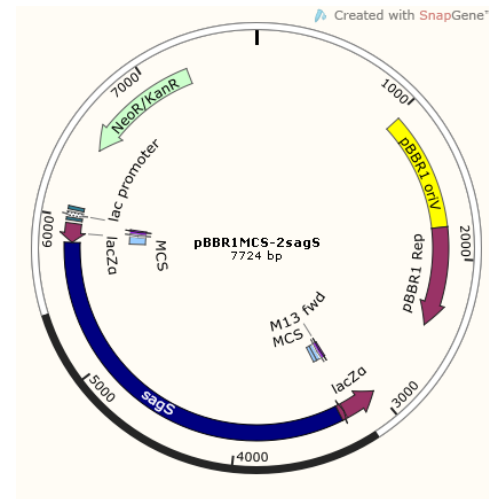 Created with SnapGene®
7000
NeoR/KanR
1000
pBBR1 oriV
lac promoter
6000
lacZα
MCS
pBBR1MCS-2sagS
7724 bp
2000
pBBR1 Rep
M13 fwd
MCS
lacZα
3000
5000
sagS
4000